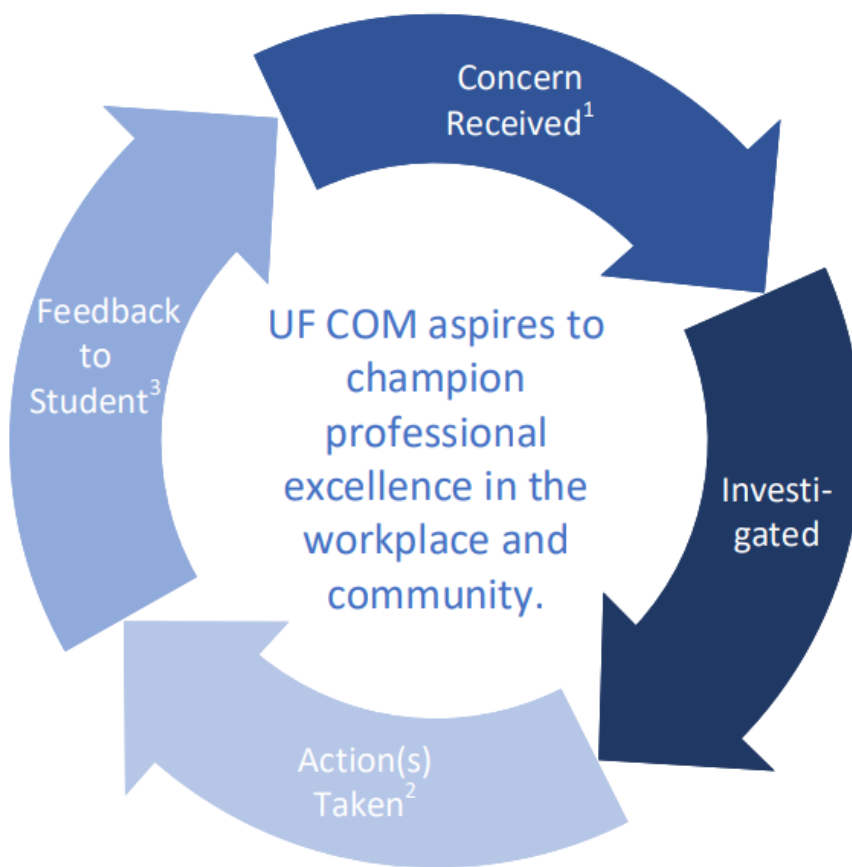 Concern
Received¹
Investi-
gated
Action(s)
Taken²
Feedback
to
Student³
UF COM aspires to
champion
professional
excellence in the
workplace and
community.